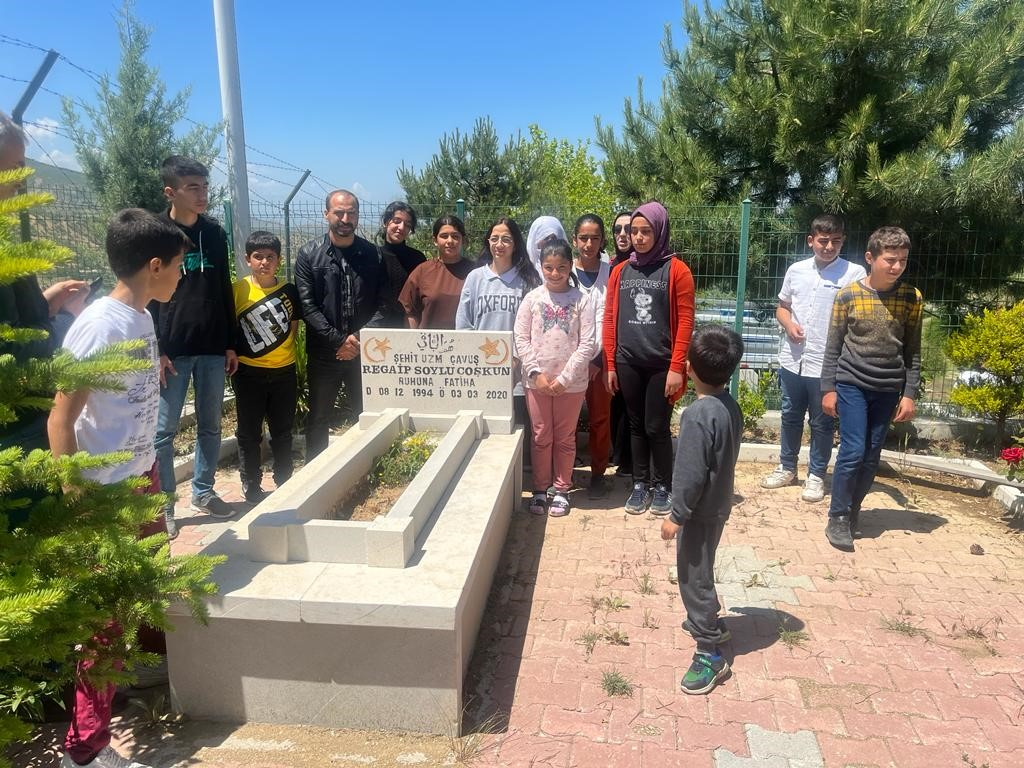 هو الباقي
ŞEHİT UZM ÇAVUŞ
REGAİP SOYLU COŞKUN
RUHUNA FATİHA
D 08 12 1994 Ö 03 03 2020
LIFE
OXFORD
HAPPINESS